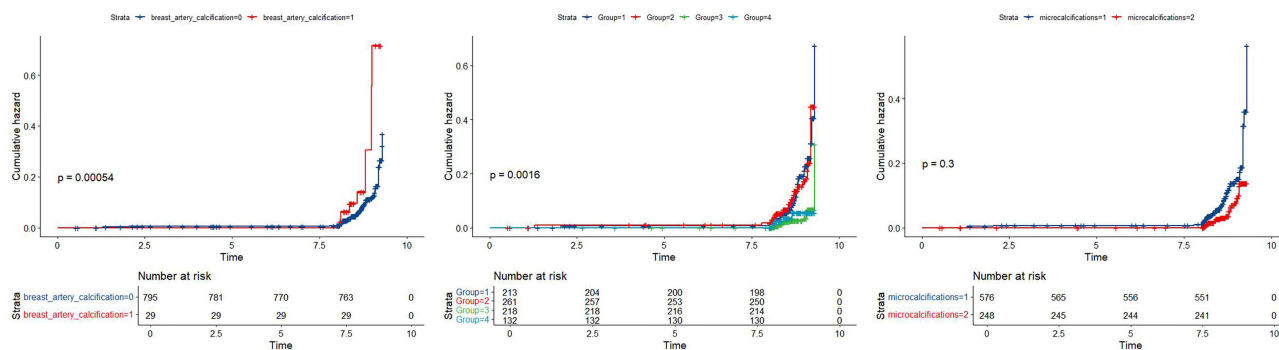 Strata breast_artery_calcification=0 breast_artery_calcification=1
Cumulative hazard
0.6
0.4
0.2
0.0
p = 0.00054
0 2.5 5 7.5 10
Time
Number at risk
Strata
breast_artery_calcification=0 795 781 770 763 0
breast_artery_calcification=1 29 29 29 29 0
0 2.5 5 7.5 10
Time
Strata Group=1 Group=2 Group=3 Group=4
Cumulative hazard
0.6
0.4
0.2
0.0
p = 0.0016
0 2.5 5 7.5 10
Time
Number at risk
Strata
Group=1 213 204 200 198 0
Group=2 261 257 253 250 0
Group=3 218 218 216 214 0
Group=4 132 132 130 130 0
0 2.5 5 7.5 10
Time
Strata microcalcifications=1 microcalcifications=2
Cumulative hazard
0.4
0.2
0.0
p = 0.3
0 2.5 5 7.5 10
Time
Number at risk
Strata
microcalcifications=1 576 565 556 551 0
microcalcifications=2 248 245 244 241 0
0 2.5 5 7.5 10
Time